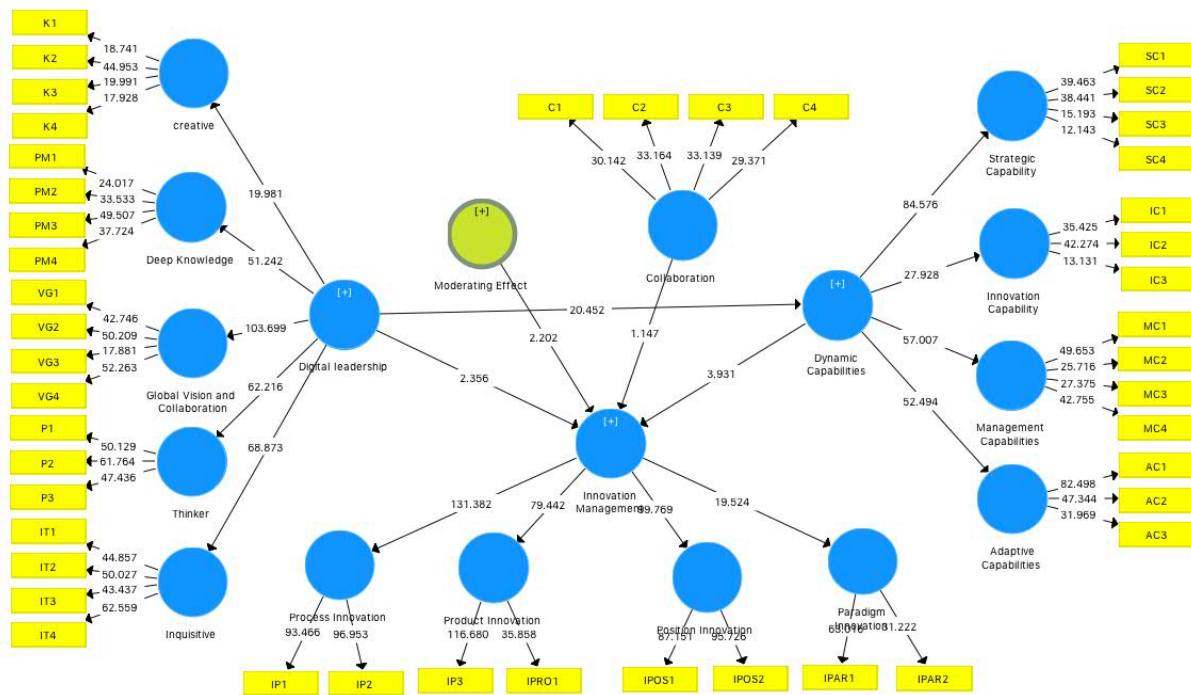 K1
18.741
K2
44.953
K3
19.991
17.928
K4
creative
PM1
24.017
PM2
33.533
PM3
49.507
37.724
PM4
Deep Knowledge
VG1
42.746
VG2
50.209
VG3
17.881
52.263
VG4
Global Vision and
Collaboration
P1
50.129
P2
61.764
47.436
P3
Thinker
IT1
44.857
IT2
50.027
IT3
43.437
62.559
IT4
Inquisitive
19.981
51.242
103.699
62.216
68.873
[+]
Digital leadership
[+]
Moderating Effect
C1
C2
C3
C4
30.142
33.164
33.139
29.371
Collaboration
20.452
2.202
1.147
2.356
3.931
[+]
Dynamic
Capabilities
[+]
Innovation
Management
84.576
27.928
57.007
52.494
SC1
39.463
SC2
38.441
15.193
SC3
12.143
SC4
Strategic
Capability
IC1
35.425
IC2
42.274
13.131
IC3
Innovation
Capability
MC1
49.653
MC2
25.716
27.375
MC3
42.755
MC4
Management
Capabilities
AC1
82.498
47.344
AC2
31.969
AC3
Adaptive
Capabilities
131.382
79.442
19.524
Process Innovation
93.466
96.953
Product Innovation
116.680
35.858
Position Innovation
87.151
95.726
Paradigm
Innovation
IP1
IP2
IP3
IPRO1
IPOS1
IPOS2
IPAR1
IPAR2